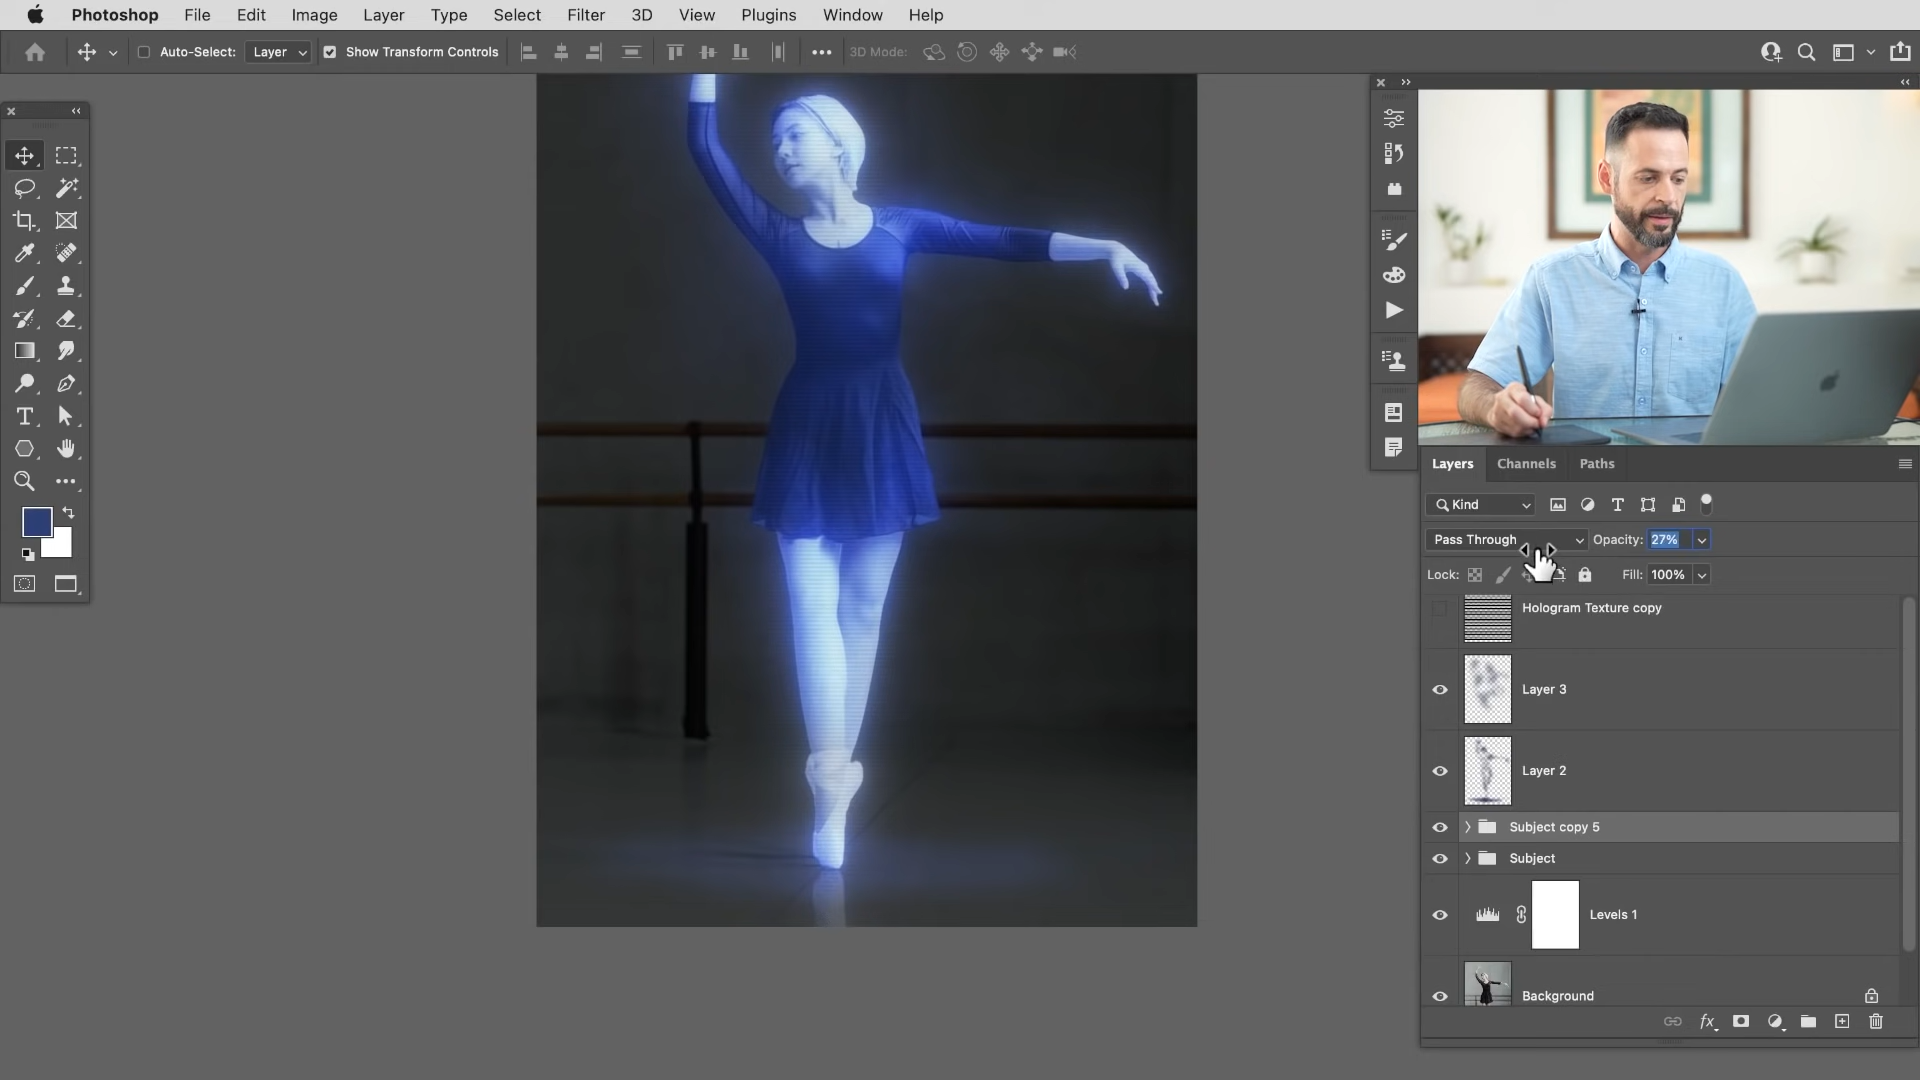 Photoshop File Edit Image Layer Type Select Filter 3D View Plugins Window Help
Auto-Select: Layer Show Transform Controls 3D Mode:
Layers Channels Paths
Kind
Pass Through Opacity: 27%
Lock: Fill: 100%
Hologram Texture copy
Layer 3
Layer 2
Subject copy 5
Subject
Levels 1
Background
fx